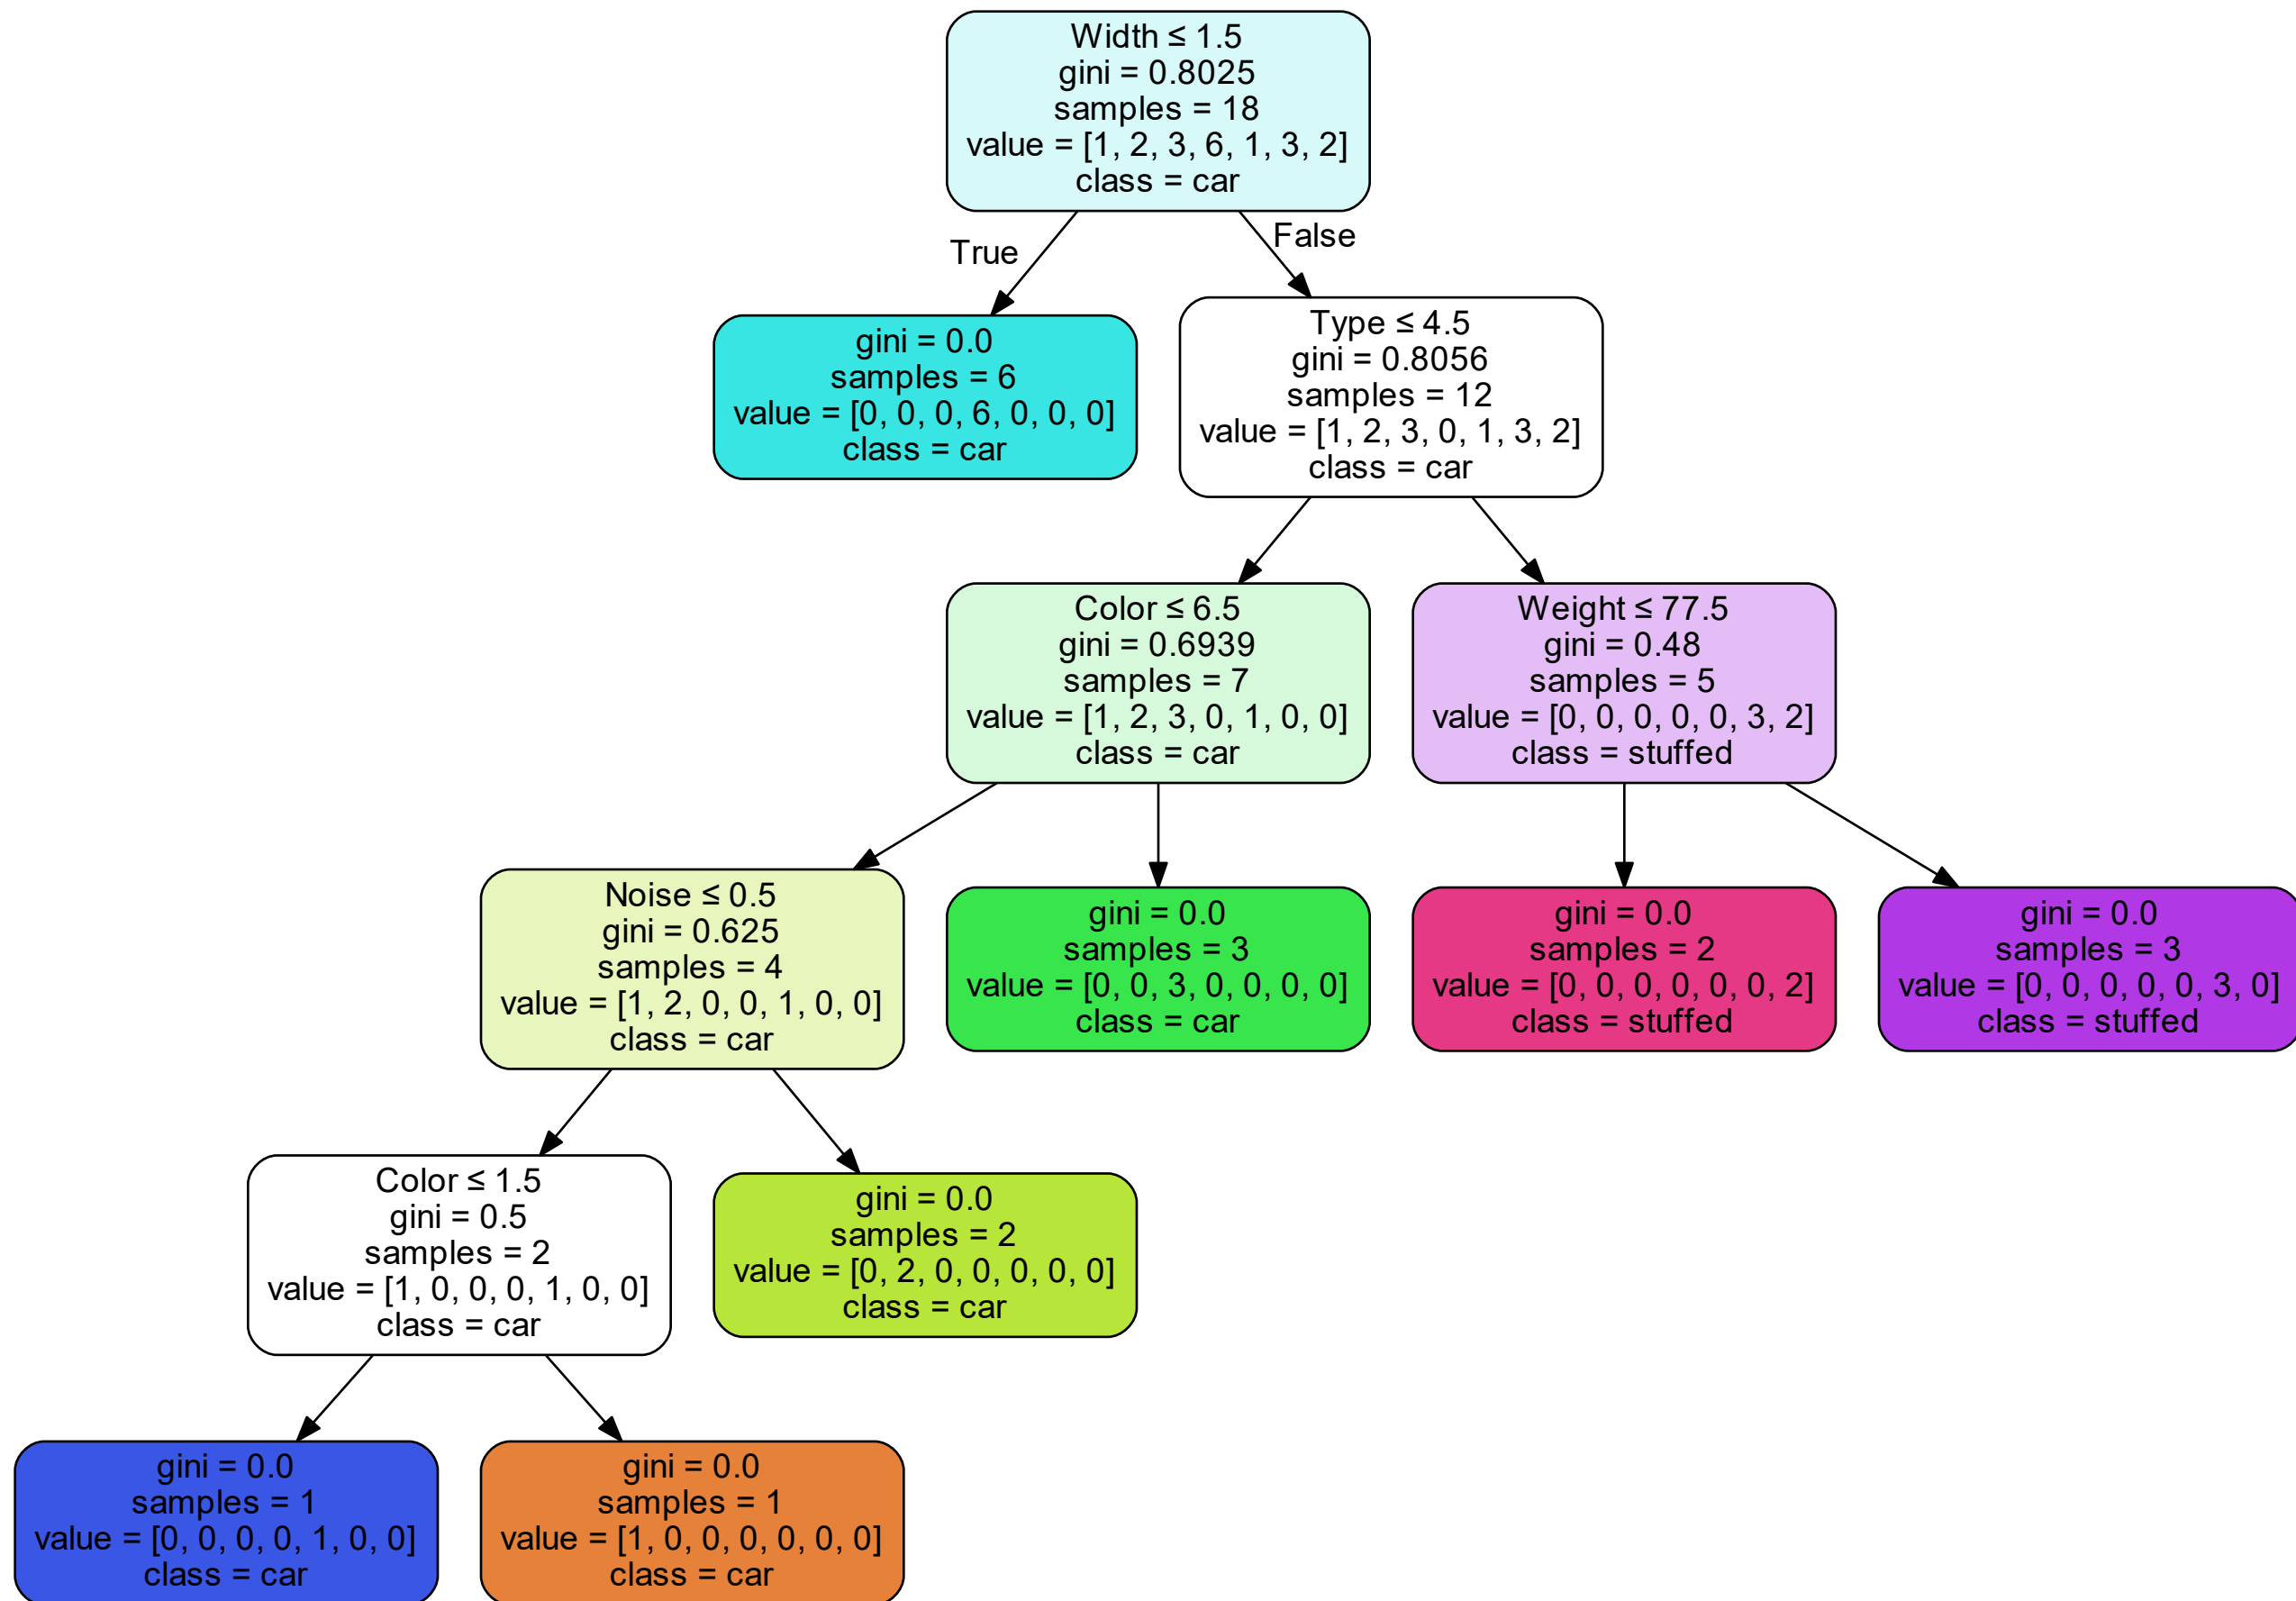 Width ≤ 1.5
gini = 0.8025
samples = 18
value = [1, 2, 3, 6, 1, 3, 2]
class = car
True
False
gini = 0.0
samples = 6
value = [0, 0, 0, 6, 0, 0, 0]
class = car
Type ≤ 4.5
gini = 0.8056
samples = 12
value = [1, 2, 3, 0, 1, 3, 2]
class = car
Color ≤ 6.5
gini = 0.6939
samples = 7
value = [1, 2, 3, 0, 1, 0, 0]
class = car
Weight ≤ 77.5
gini = 0.48
samples = 5
value = [0, 0, 0, 0, 0, 3, 2]
class = stuffed
Noise ≤ 0.5
gini = 0.625
samples = 4
value = [1, 2, 0, 0, 1, 0, 0]
class = car
gini = 0.0
samples = 3
value = [0, 0, 3, 0, 0, 0, 0]
class = car
gini = 0.0
samples = 2
value = [0, 0, 0, 0, 0, 0, 2]
class = stuffed
gini = 0.0
samples = 3
value = [0, 0, 0, 0, 0, 3, 0]
class = stuffed
Color ≤ 1.5
gini = 0.5
samples = 2
value = [1, 0, 0, 0, 1, 0, 0]
class = car
gini = 0.0
samples = 2
value = [0, 2, 0, 0, 0, 0, 0]
class = car
gini = 0.0
samples = 1
value = [0, 0, 0, 0, 1, 0, 0]
class = car
gini = 0.0
samples = 1
value = [1, 0, 0, 0, 0, 0, 0]
class = car